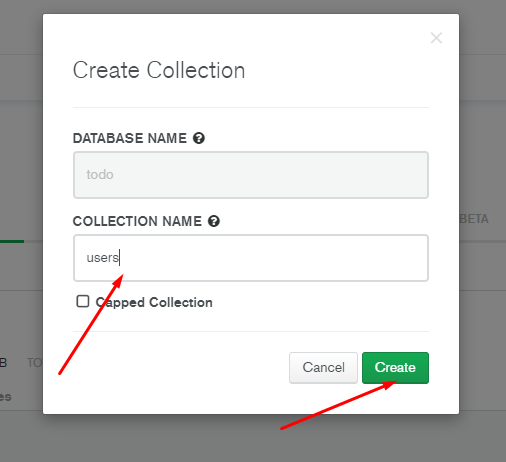 ×
Create Collection
DATABASE NAME
todo
COLLECTION NAME
users
Capped Collection
BETA
B TO
es
Cancel Create